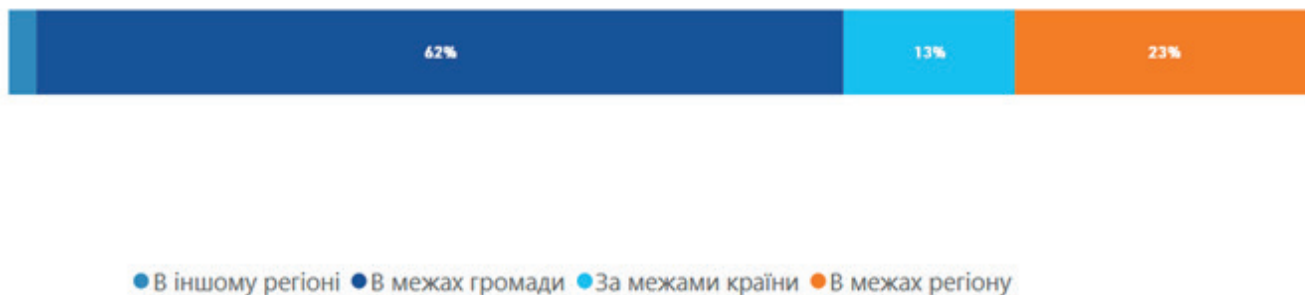 62% 13% 23%
В іншому регіоні В межах громади За межами країни В межах регіону